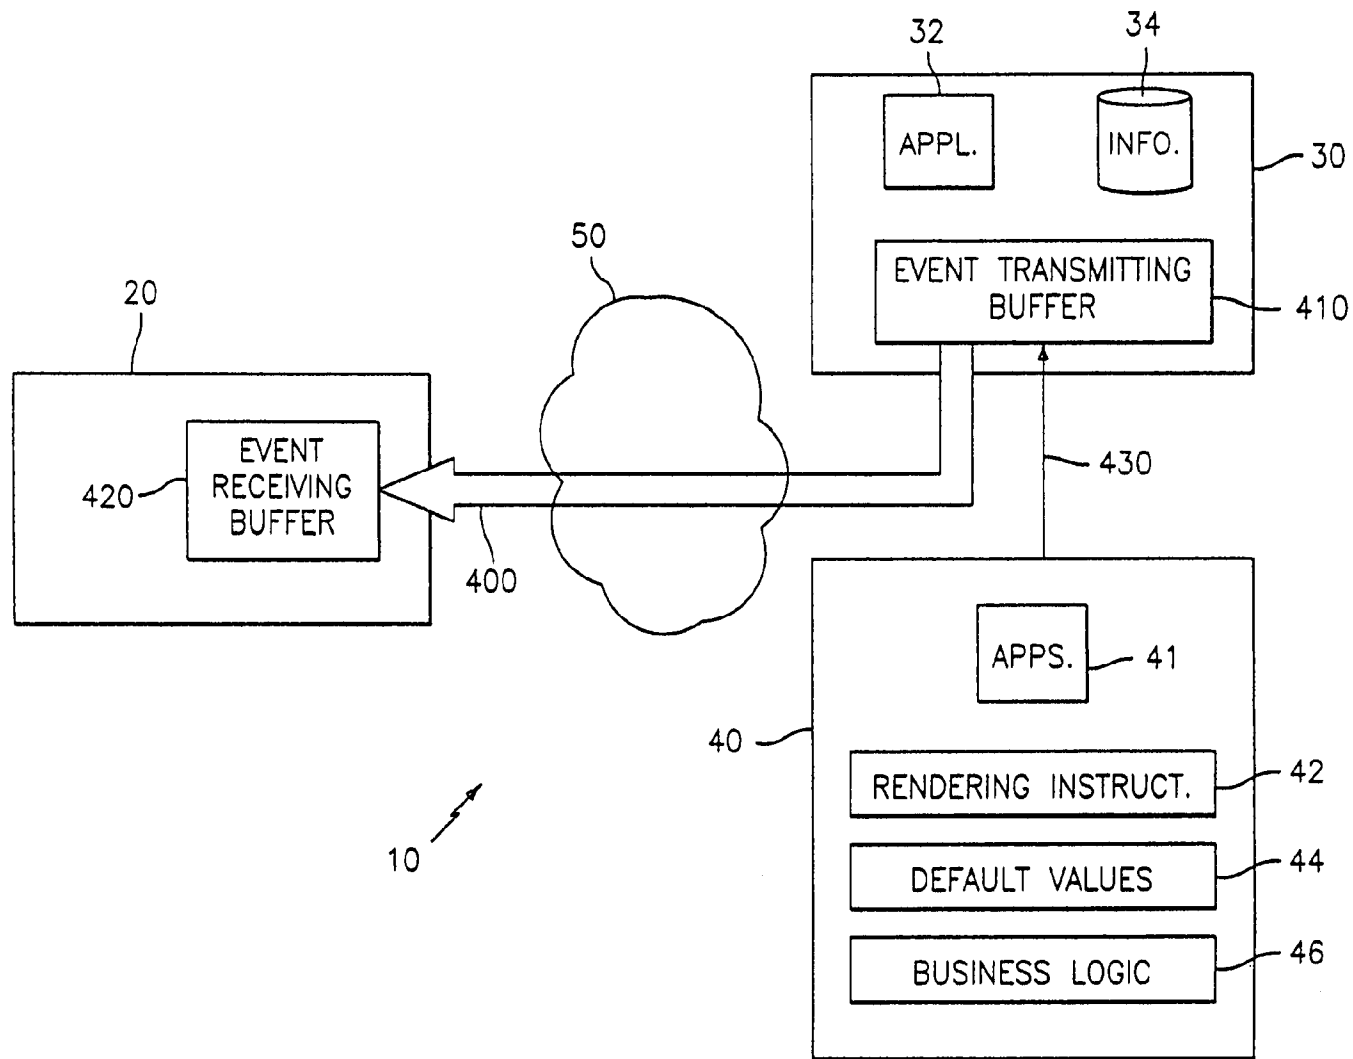 32
34
APPL.
INFO.
30
50
EVENT TRANSMITTING
BUFFER
410
20
EVENT
RECEIVING
BUFFER
420
430
400
APPS.
41
40
RENDERING INSTRUCT.
42
10
DEFAULT VALUES
44
BUSINESS LOGIC
46